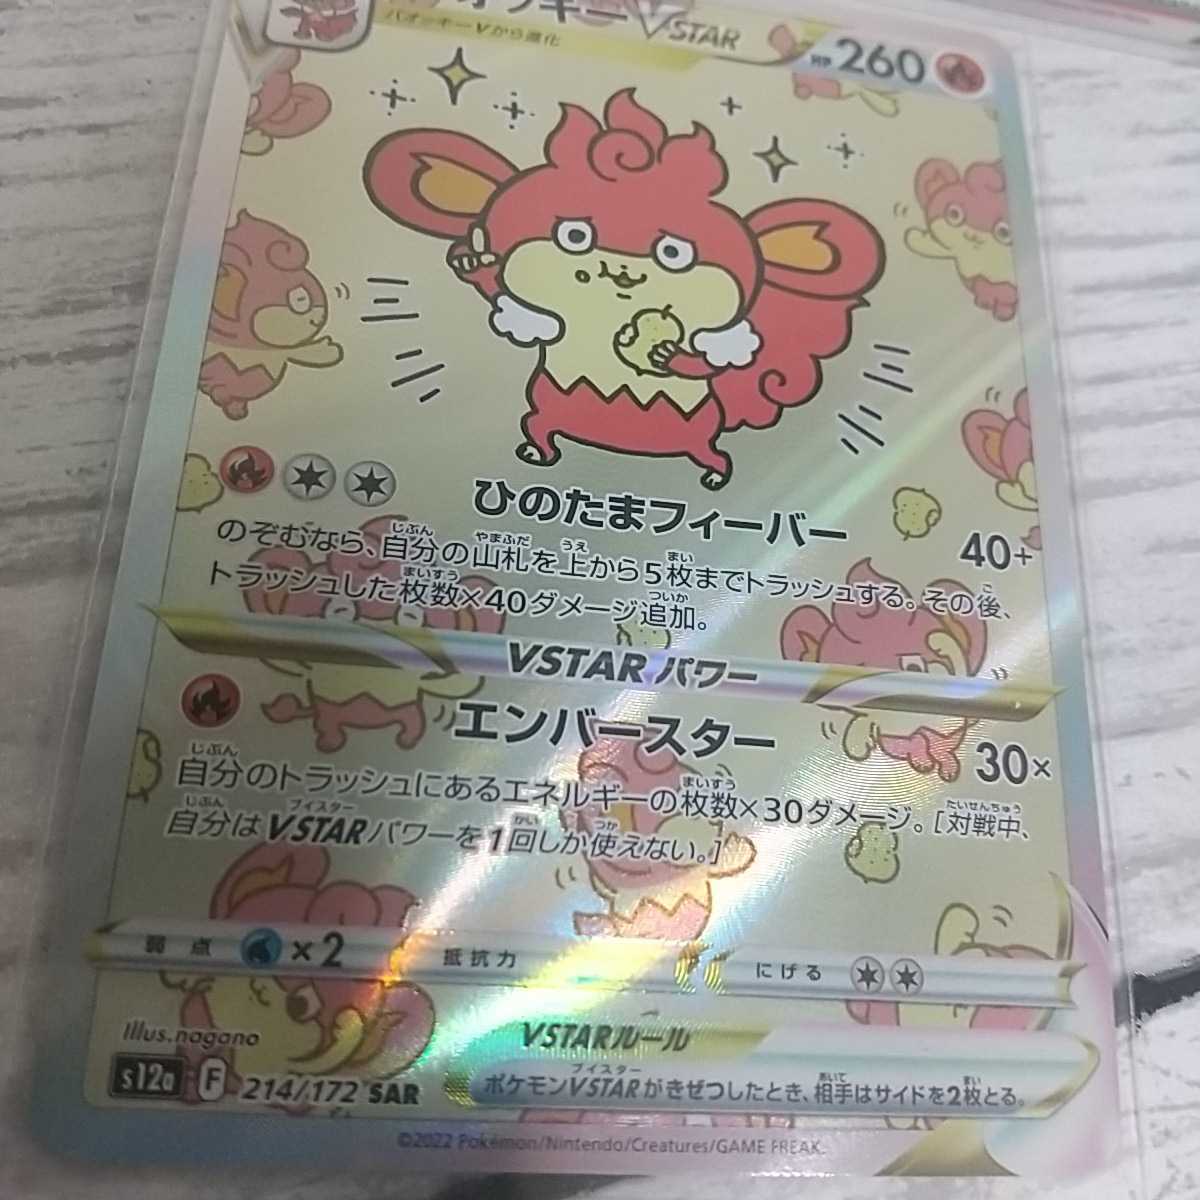 オッキーVSTAR
バオッキーVから進化
HP260
ひのたまフィーバー 40+
のぞむなら、自分の山札を上から5枚までトラッシュする。その後、
トラッシュした枚数×40ダメージ追加。
VSTARパワー
エンバースター 30×
自分のトラッシュにあるエネルギーの枚数×30ダメージ。[対戦中、
自分はVSTARパワーを1回しか使えない。]
弱点 ×2 抵抗力 にげる
Illus.nagano
VSTARルール
ポケモンVSTARがきぜつしたとき、相手はサイドを2枚とる。
s12a F 214/172 SAR
©2022 Pokémon/Nintendo/Creatures/GAME FREAK.